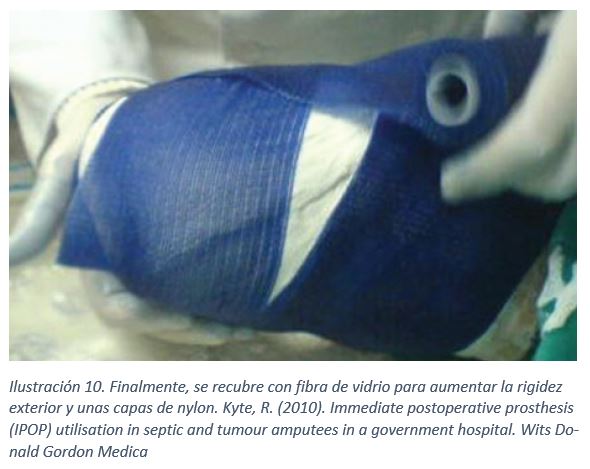 Ilustración 10. Finalmente, se recubre con fibra de vidrio para aumentar la rigidez
exterior y unas capas de nylon. Kyte, R. (2010). Immediate postoperative prosthesis
(IPOP) utilisation in septic and tumour amputees in a government hospital. Wits Do-
nald Gordon Medica